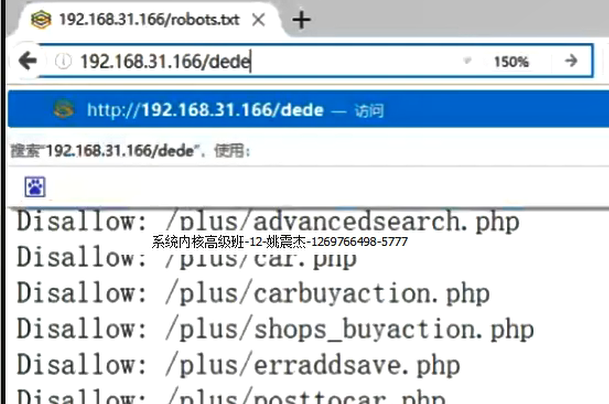 192.168.31.166/robots.txt
192.168.31.166/dede
150%
http://192.168.31.166/dede — 访问
搜索"192.168.31.166/dede"，使用：
Disallow: /plus/advancedsearch.php
系统内核高级班-12-姚震杰-1269766498-5777
Disallow: /plus/car.php
Disallow: /plus/carbuyaction.php
Disallow: /plus/shops_buyaction.php
Disallow: /plus/erraddsave.php
Disallow: /plus/posttocar.php